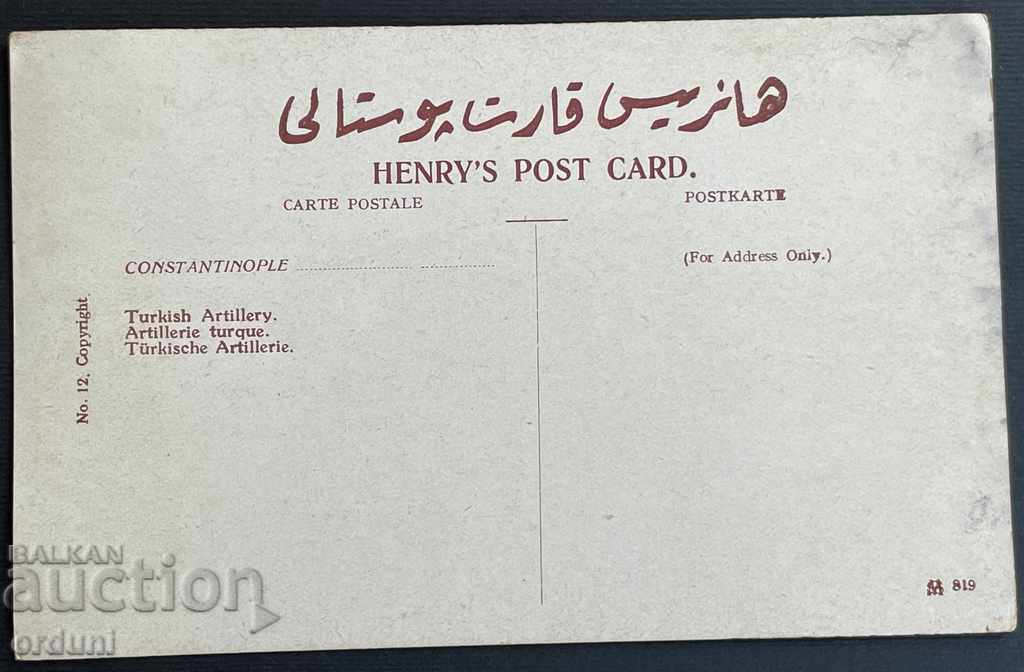 هانریس قارت پوستالی
HENRY'S POST CARD.
CARTE POSTALE
POSTKARTE
CONSTANTINOPLE
(For Address Only.)
Turkish Artillery.
Artillerie turque.
Türkische Artillerie.
No. 12. Copyright
819
BALKAN
auction
orduni